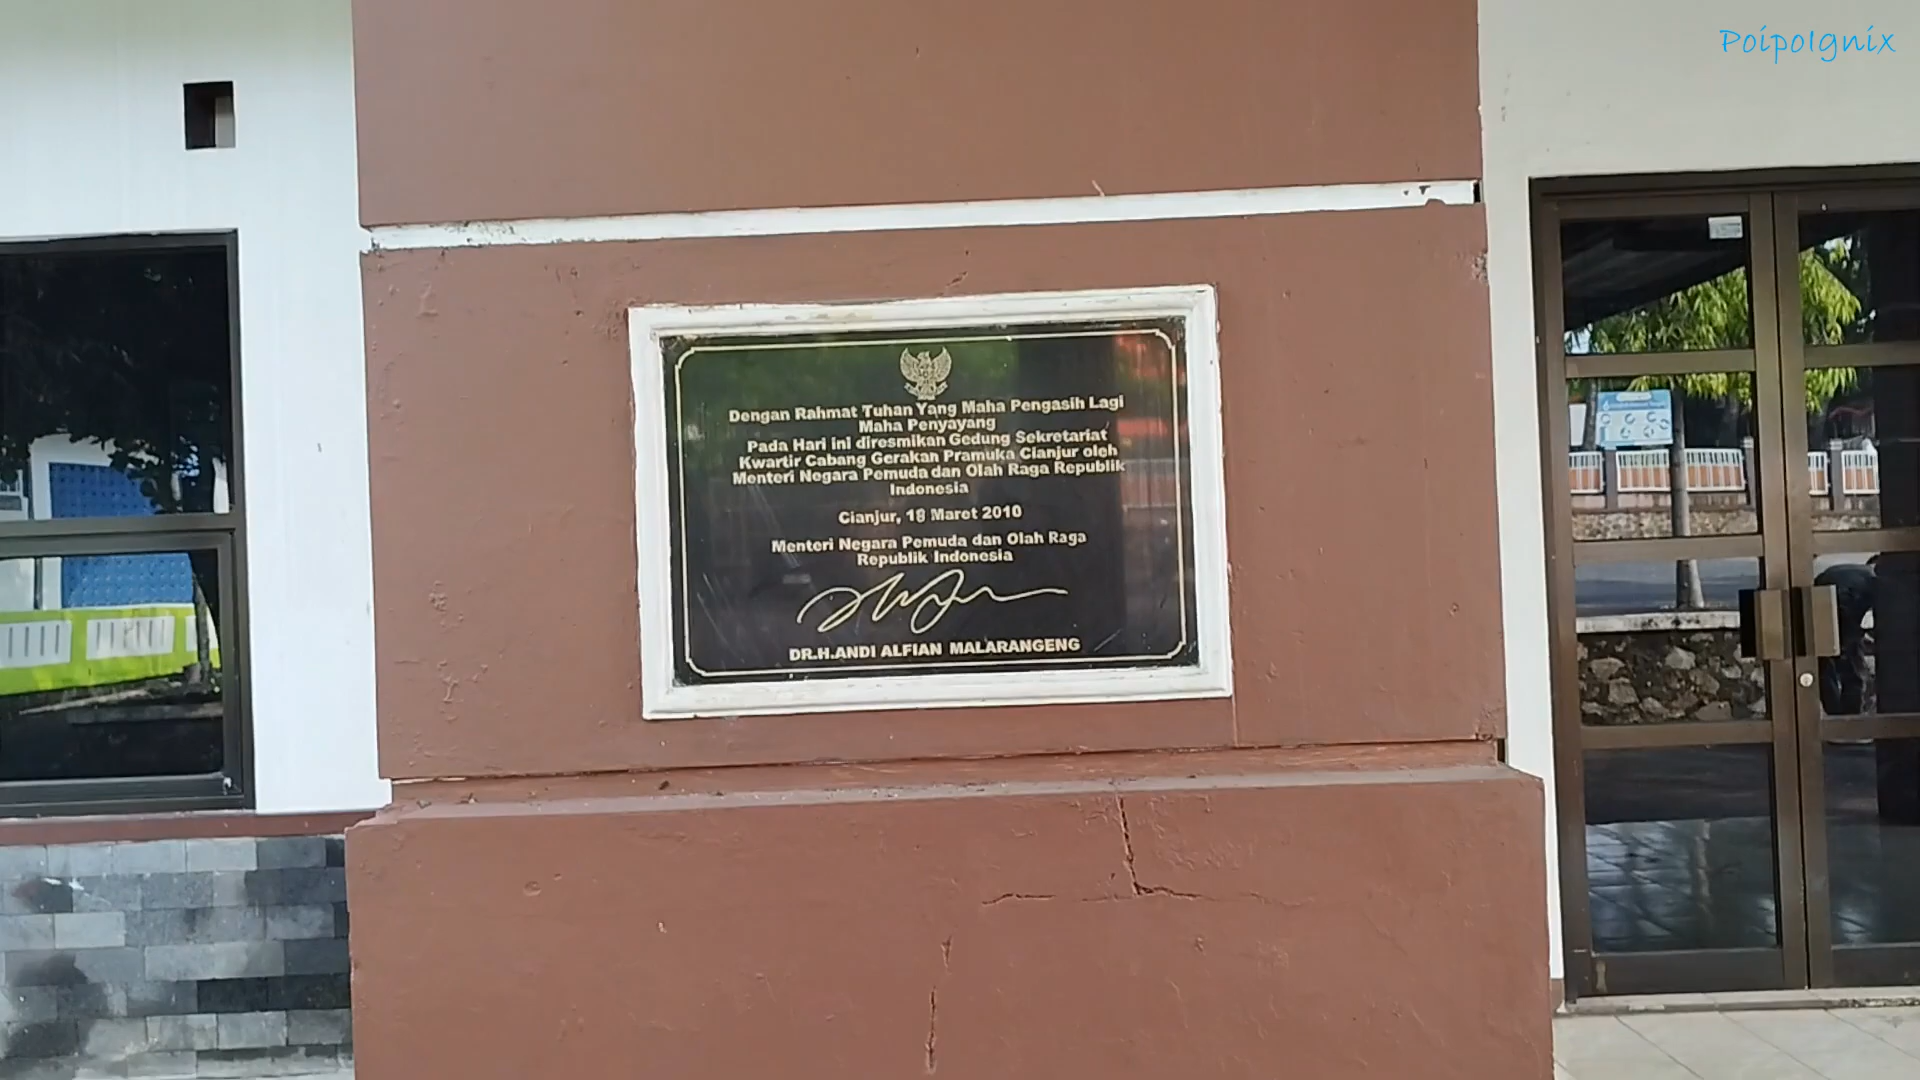 PoipoIgnix
Dengan Rahmat Tuhan Yang Maha Pengasih Lagi
Maha Penyayang
Pada Hari ini diresmikan Gedung Sekretariat
Kwartir Cabang Gerakan Pramuka Cianjur oleh
Menteri Negara Pemuda dan Olah Raga Republik
Indonesia
Cianjur, 18 Maret 2010
Menteri Negara Pemuda dan Olah Raga
Republik Indonesia
DR.H.ANDI ALFIAN MALARANGENG